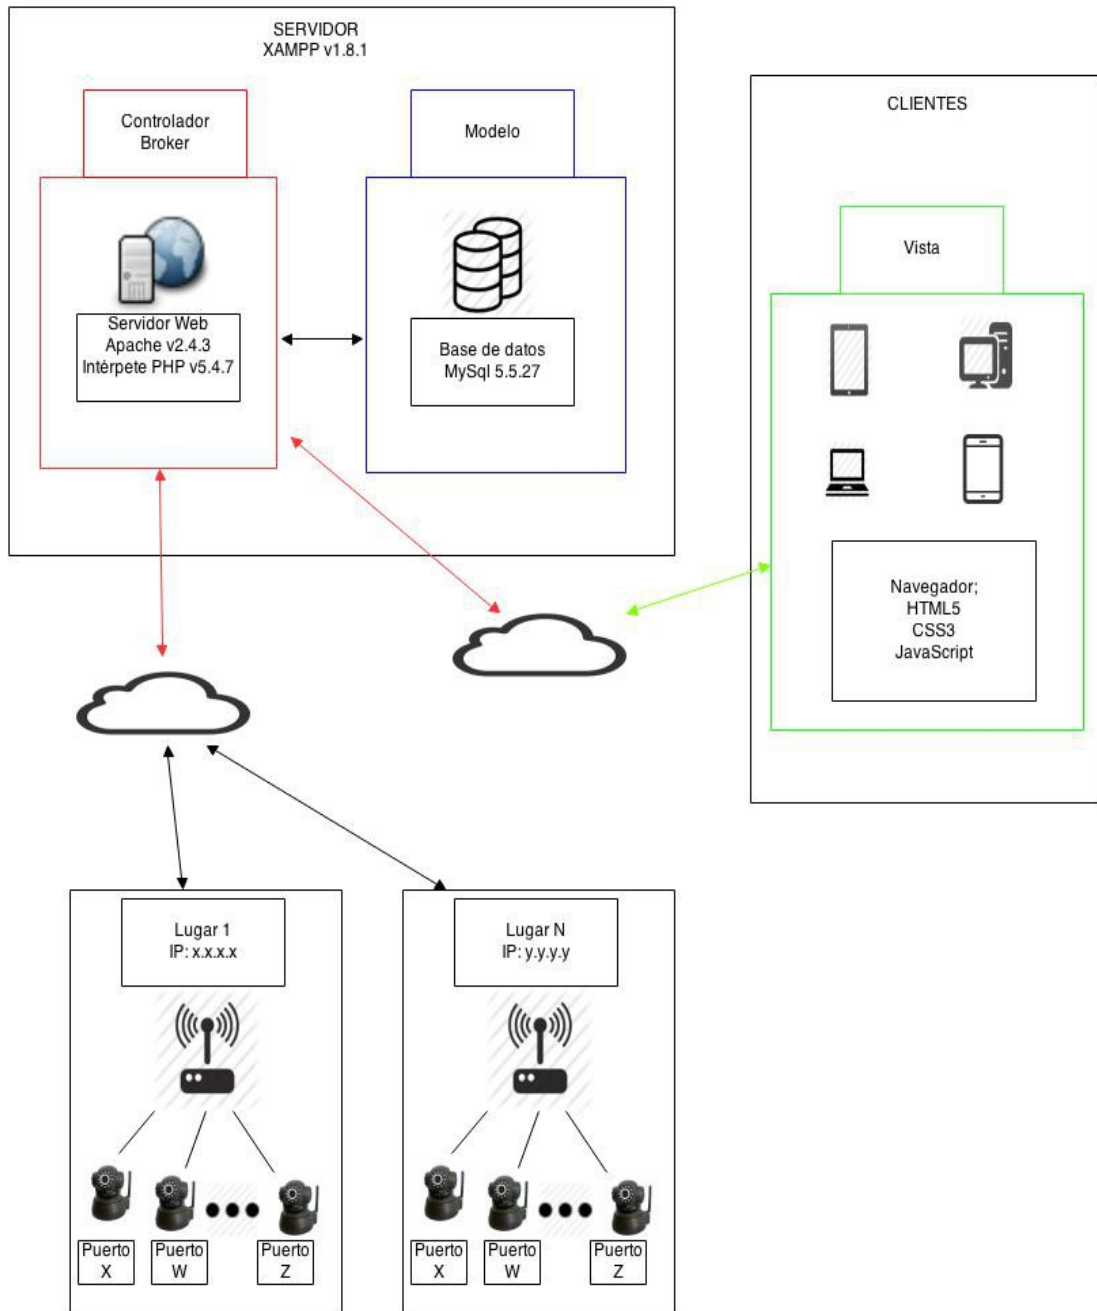 SERVIDOR
XAMPP v1.8.1
Controlador
Broker
Modelo
Servidor Web
Apache v2.4.3
Intérpete PHP v5.4.7
Base de datos
MySql 5.5.27
CLIENTES
Vista
Navegador;
HTML5
CSS3
JavaScript
Lugar 1
IP: x.x.x.x
Puerto
X
Puerto
W
Puerto
Z
Lugar N
IP: y.y.y.y
Puerto
X
Puerto
W
Puerto
Z